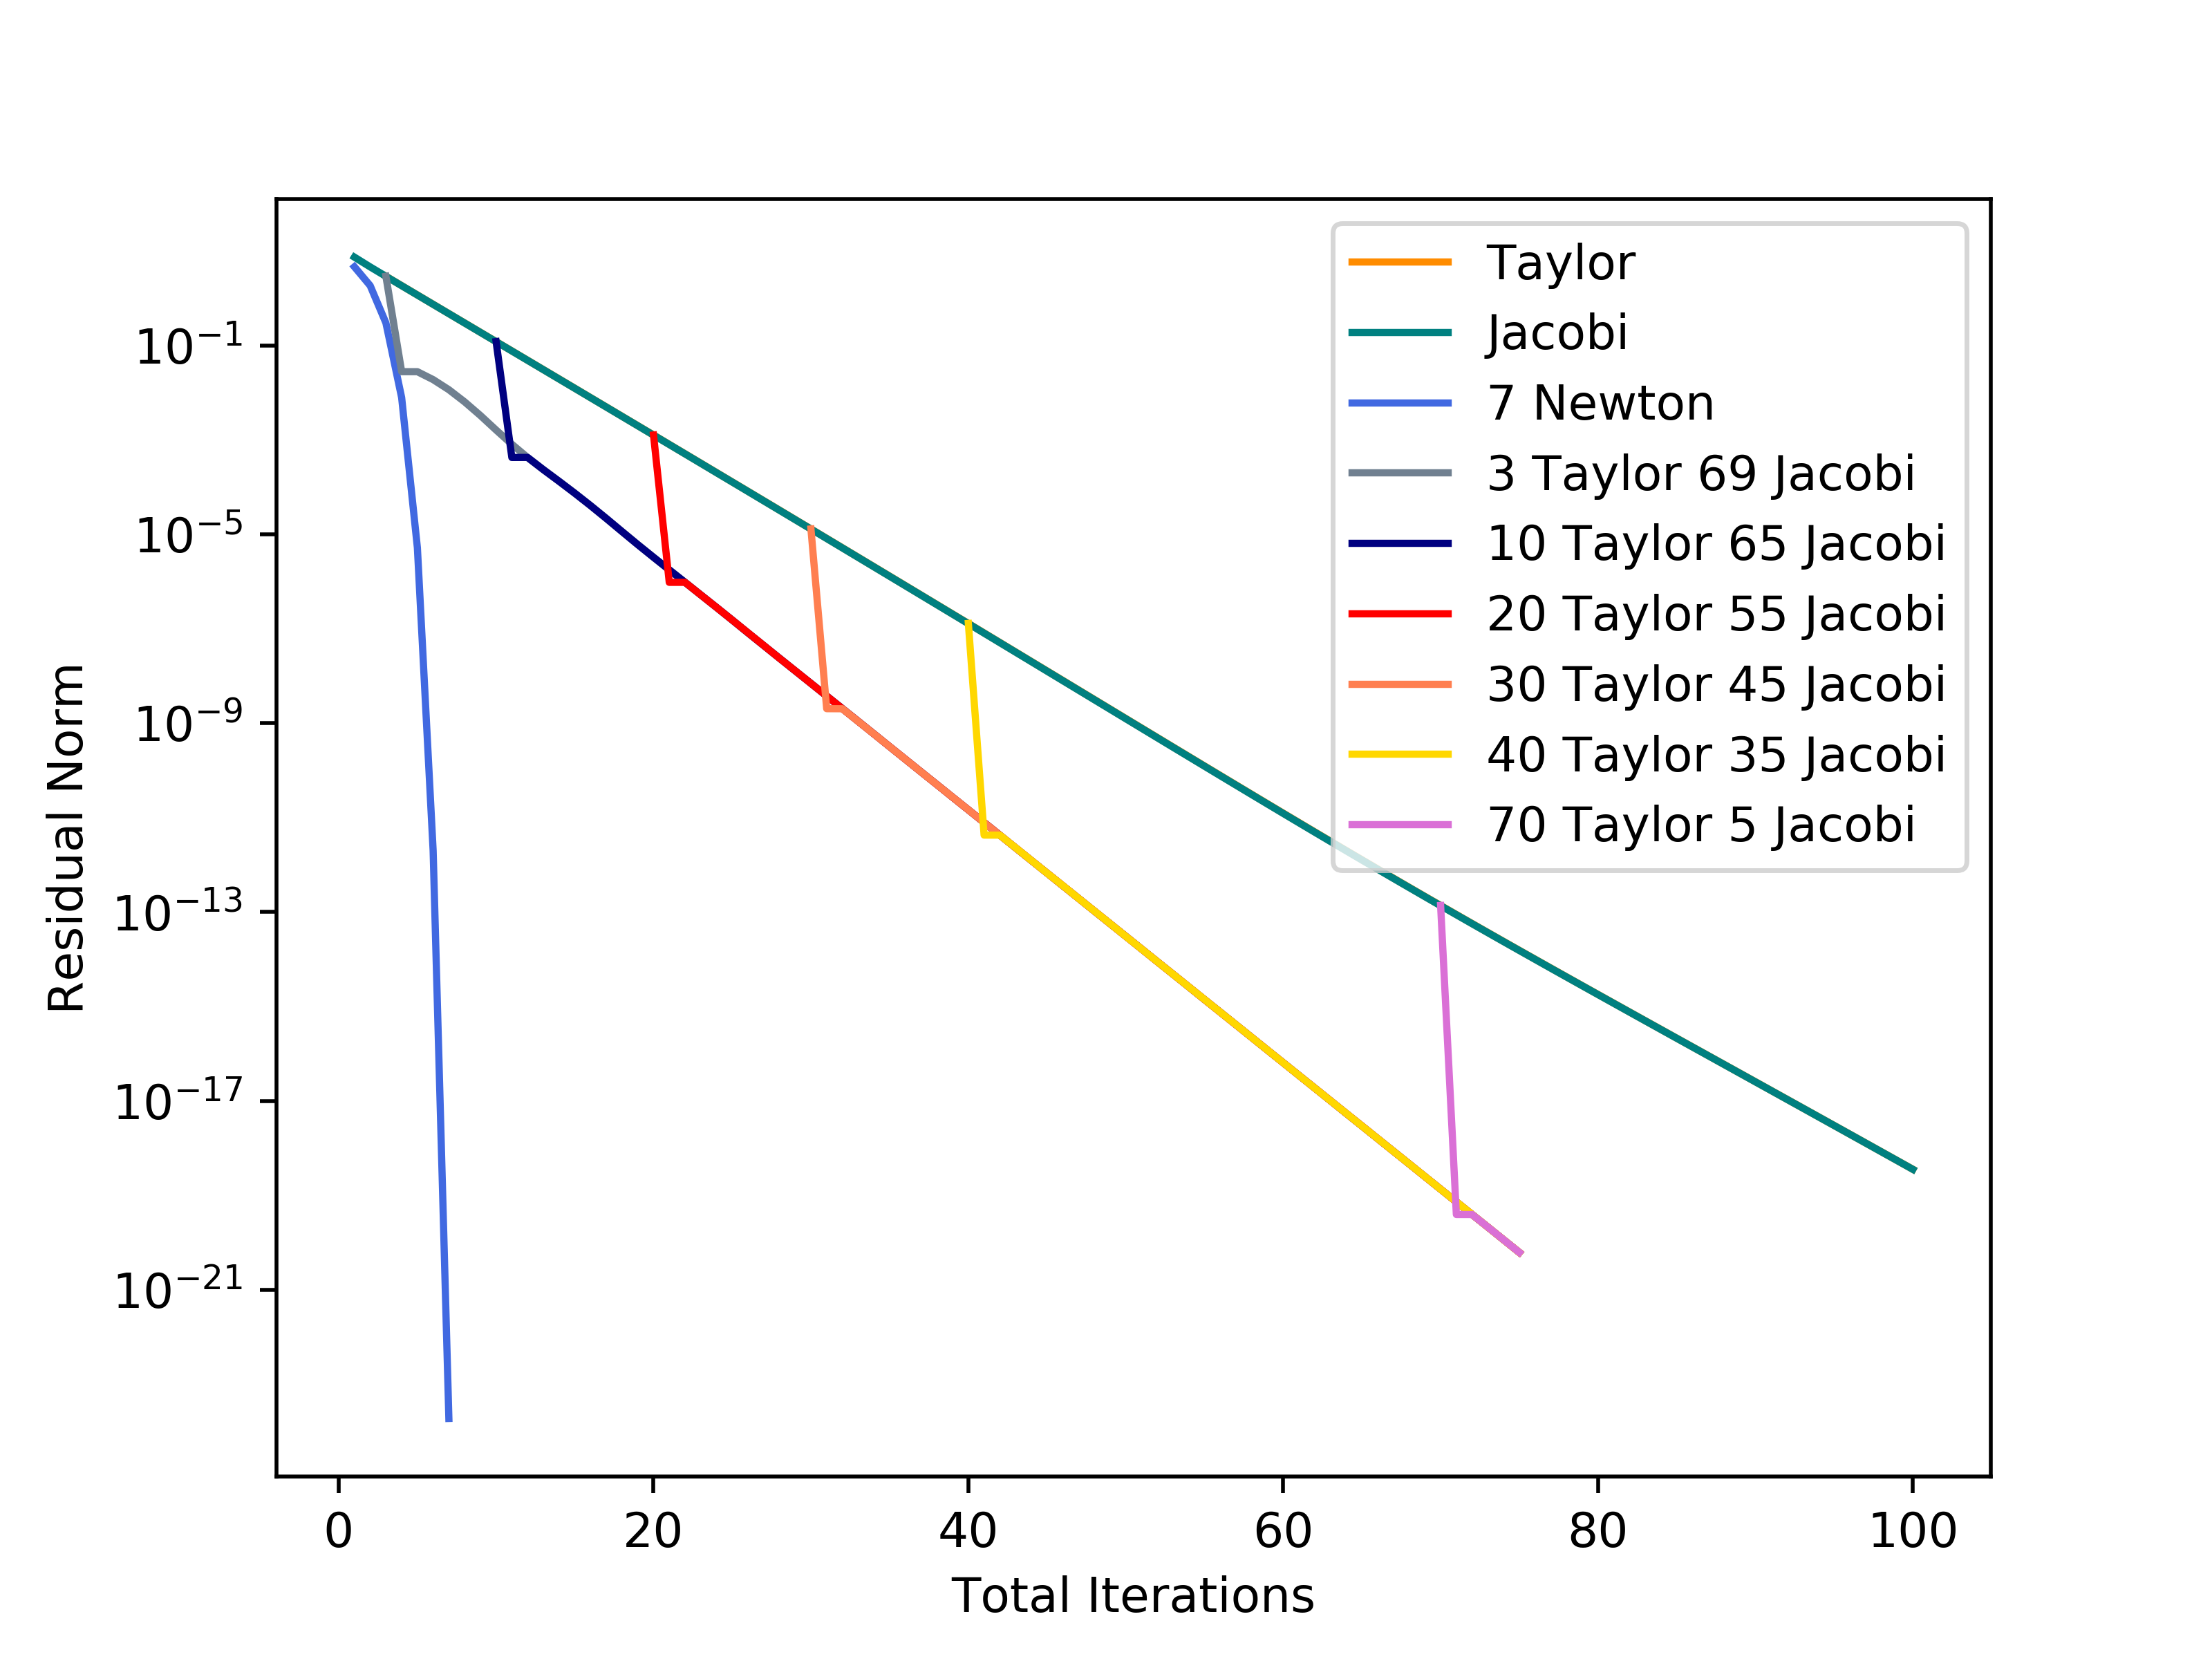 Taylor
Jacobi
7 Newton
3 Taylor 69 Jacobi
10 Taylor 65 Jacobi
20 Taylor 55 Jacobi
30 Taylor 45 Jacobi
40 Taylor 35 Jacobi
70 Taylor 5 Jacobi
10⁻¹
10⁻⁵
10⁻⁹
10⁻¹³
10⁻¹⁷
10⁻²¹
Residual Norm
0 20 40 60 80 100
Total Iterations